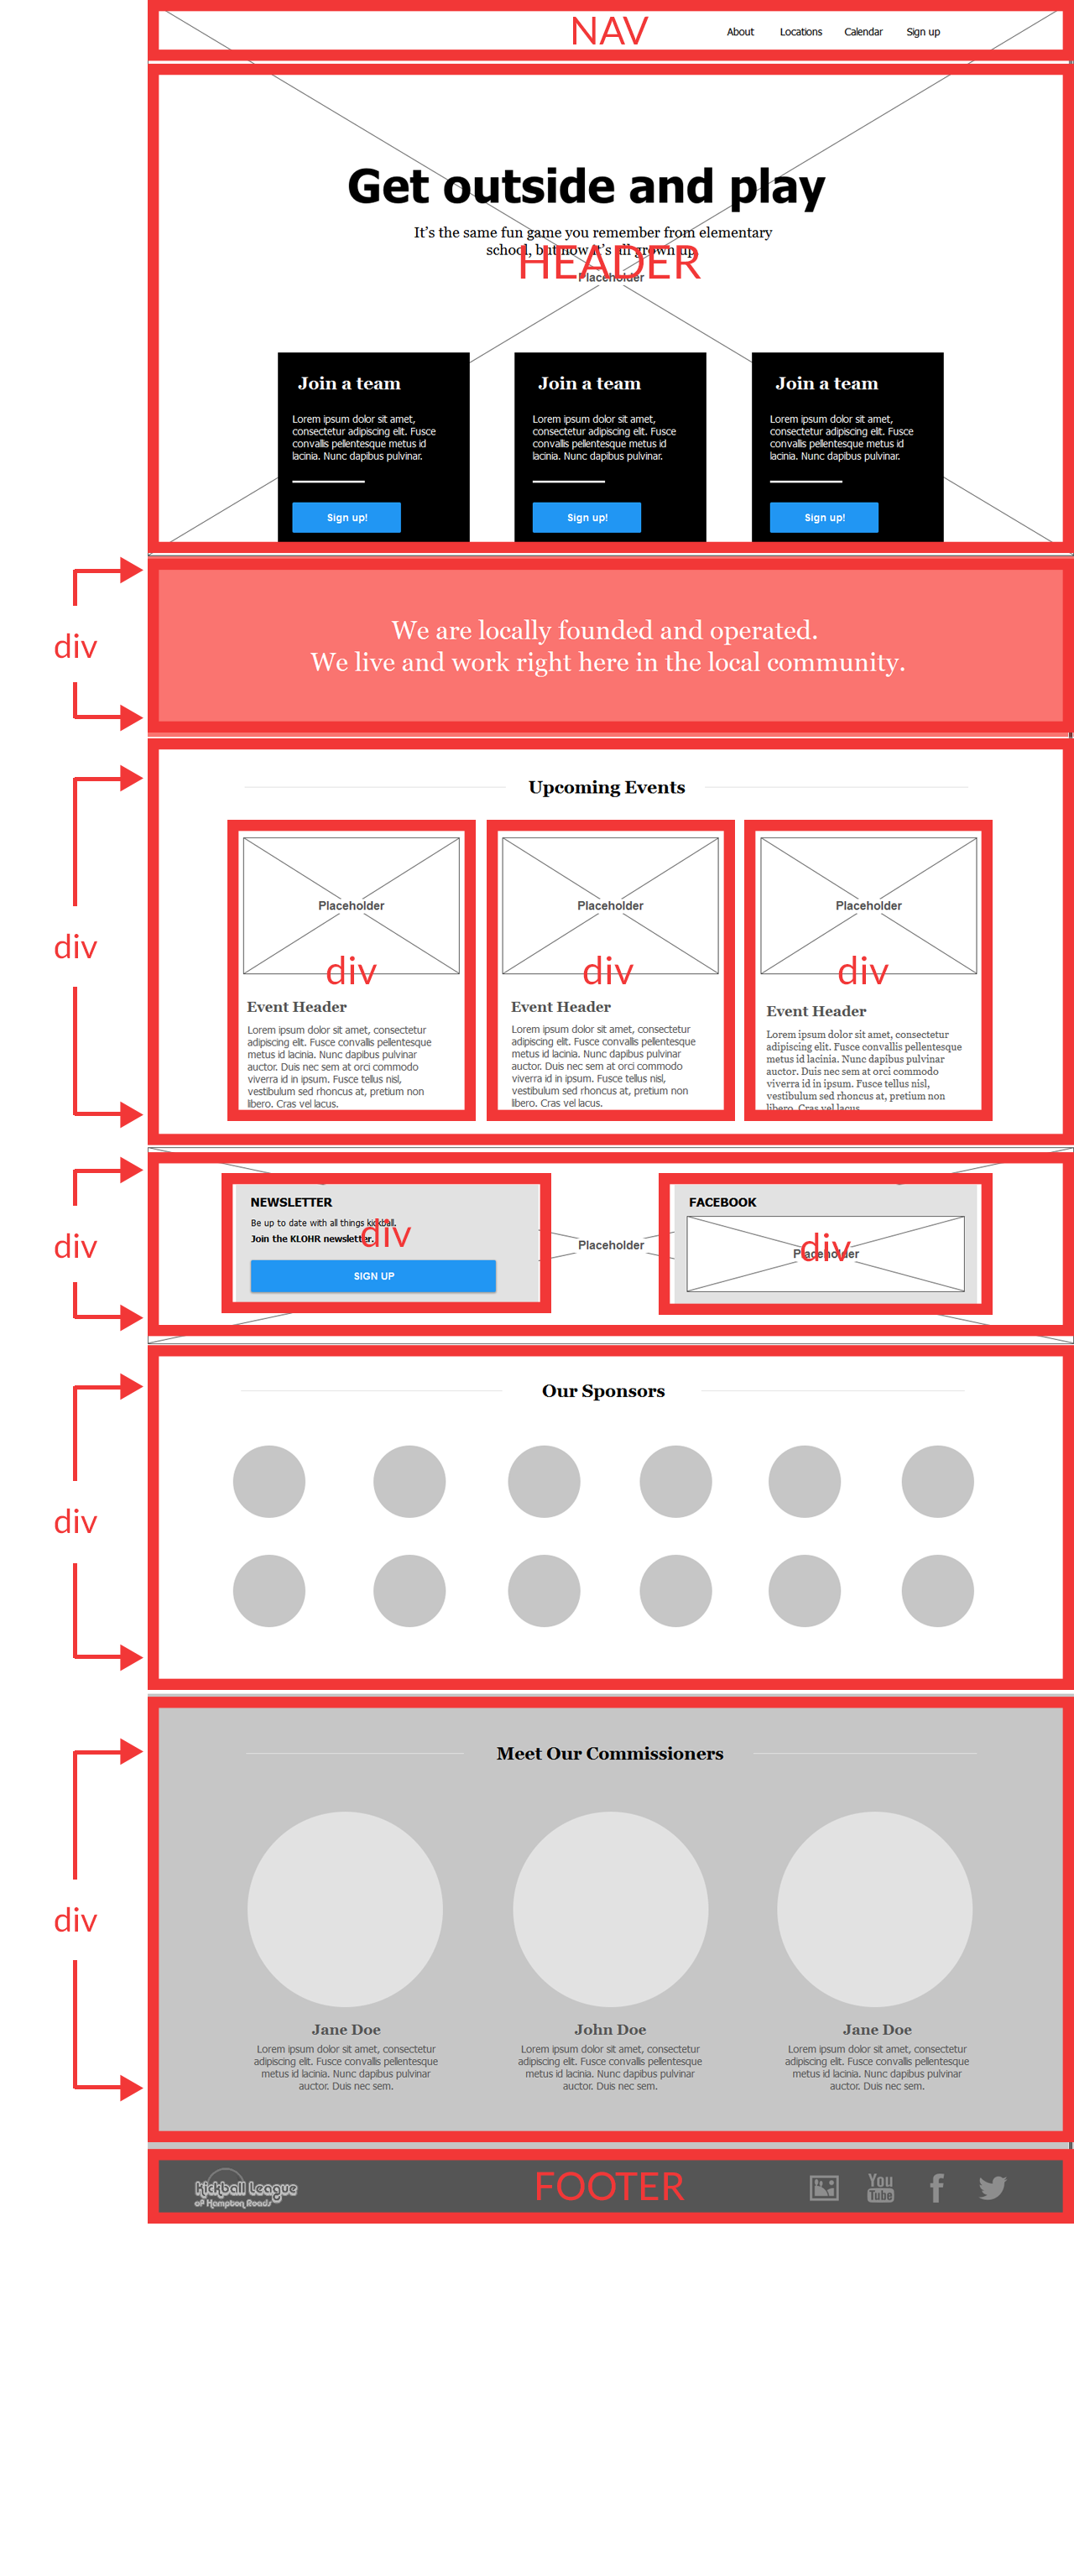 NAV
About
Locations
Calendar
Sign up
Get outside and play
It's the same fun game you remember from elementary
school, but now it's all grown up.
HEADER
Placeholder
Join a team
Lorem ipsum dolor sit amet,
consectetur adipiscing elit. Fusce
convallis pellentesque metus id
lacinia. Nunc dapibus pulvinar.
Sign up!
Join a team
Lorem ipsum dolor sit amet,
consectetur adipiscing elit. Fusce
convallis pellentesque metus id
lacinia. Nunc dapibus pulvinar.
Sign up!
Join a team
Lorem ipsum dolor sit amet,
consectetur adipiscing elit. Fusce
convallis pellentesque metus id
lacinia. Nunc dapibus pulvinar.
Sign up!
div
We are locally founded and operated.
We live and work right here in the local community.
div
Upcoming Events
Placeholder
div
Event Header
Lorem ipsum dolor sit amet, consectetur
adipiscing elit. Fusce convallis pellentesque
metus id lacinia. Nunc dapibus pulvinar
auctor. Duis nec sem at orci commodo
viverra id in ipsum. Fusce tellus nisl,
vestibulum sed rhoncus at, pretium non
libero. Cras vel lacus.
Placeholder
div
Event Header
Lorem ipsum dolor sit amet, consectetur
adipiscing elit. Fusce convallis pellentesque
metus id lacinia. Nunc dapibus pulvinar
auctor. Duis nec sem at orci commodo
viverra id in ipsum. Fusce tellus nisl,
vestibulum sed rhoncus at, pretium non
libero. Cras vel lacus.
Placeholder
div
Event Header
Lorem ipsum dolor sit amet, consectetur
adipiscing elit. Fusce convallis pellentesque
metus id lacinia. Nunc dapibus pulvinar
auctor. Duis nec sem at orci commodo
viverra id in ipsum. Fusce tellus nisl,
vestibulum sed rhoncus at, pretium non
libero. Cras vel lacus.
div
NEWSLETTER
Be up to date with all things kickball.
Join the KLOHR newsletter.
div
SIGN UP
Placeholder
FACEBOOK
Placeholder
div
div
Our Sponsors
div
Meet Our Commissioners
Jane Doe
Lorem ipsum dolor sit amet, consectetur
adipiscing elit. Fusce convallis pellentesque
metus id lacinia. Nunc dapibus pulvinar
auctor. Duis nec sem.
John Doe
Lorem ipsum dolor sit amet, consectetur
adipiscing elit. Fusce convallis pellentesque
metus id lacinia. Nunc dapibus pulvinar
auctor. Duis nec sem.
Jane Doe
Lorem ipsum dolor sit amet, consectetur
adipiscing elit. Fusce convallis pellentesque
metus id lacinia. Nunc dapibus pulvinar
auctor. Duis nec sem.
Kickball League
of Hampton Roads
FOOTER
You
Tube